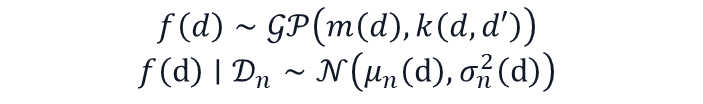 𝑓(𝑑) ~ 𝒢𝒫(𝑚(𝑑), 𝑘(𝑑, 𝑑′))
𝑓(d) ∣ 𝒟ₙ ~ 𝒩(𝜇ₙ(d), 𝜎ₙ²(d))